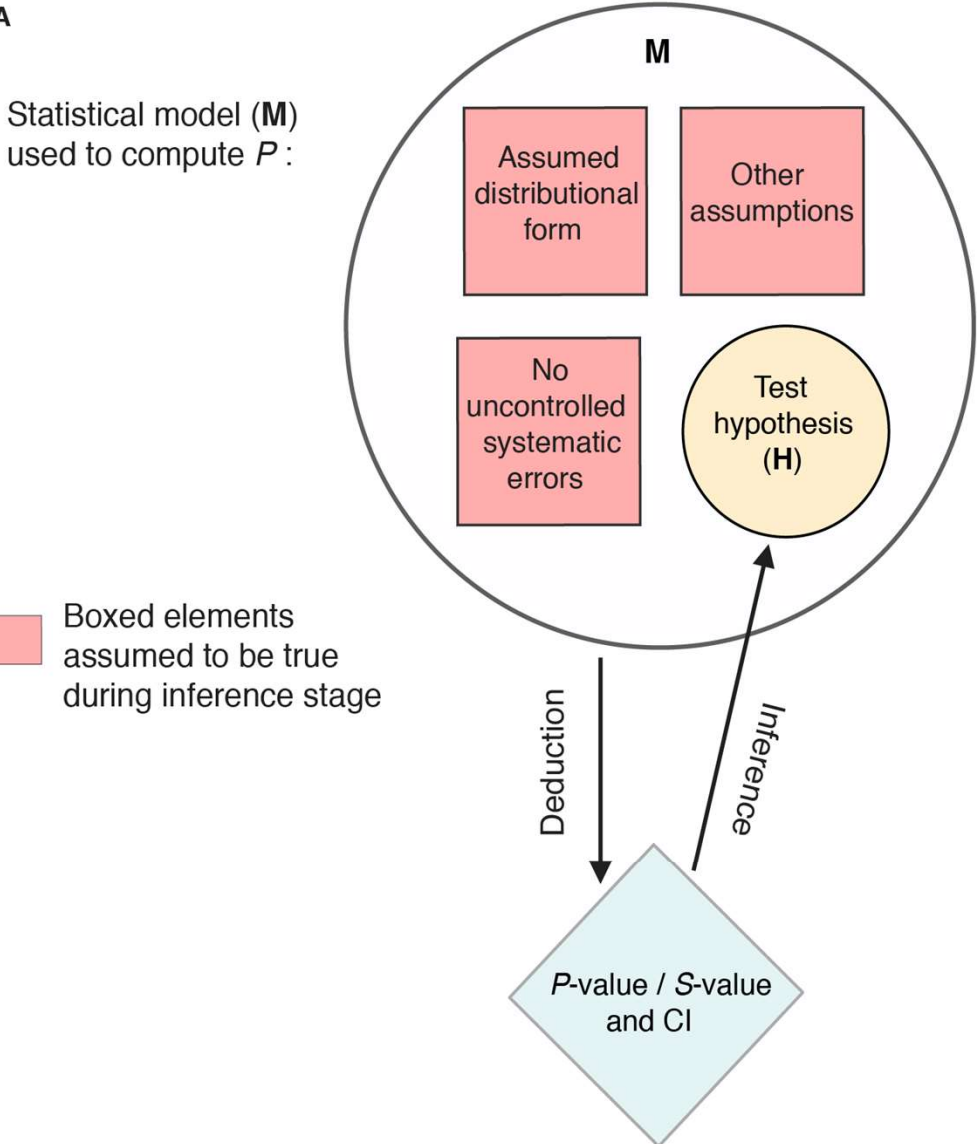 A
Statistical model (M)
used to compute P :
M
Assumed
distributional
form
Other
assumptions
No
uncontrolled
systematic
errors
Test
hypothesis
(H)
Boxed elements
assumed to be true
during inference stage
Deduction
Inference
P-value / S-value
and CI